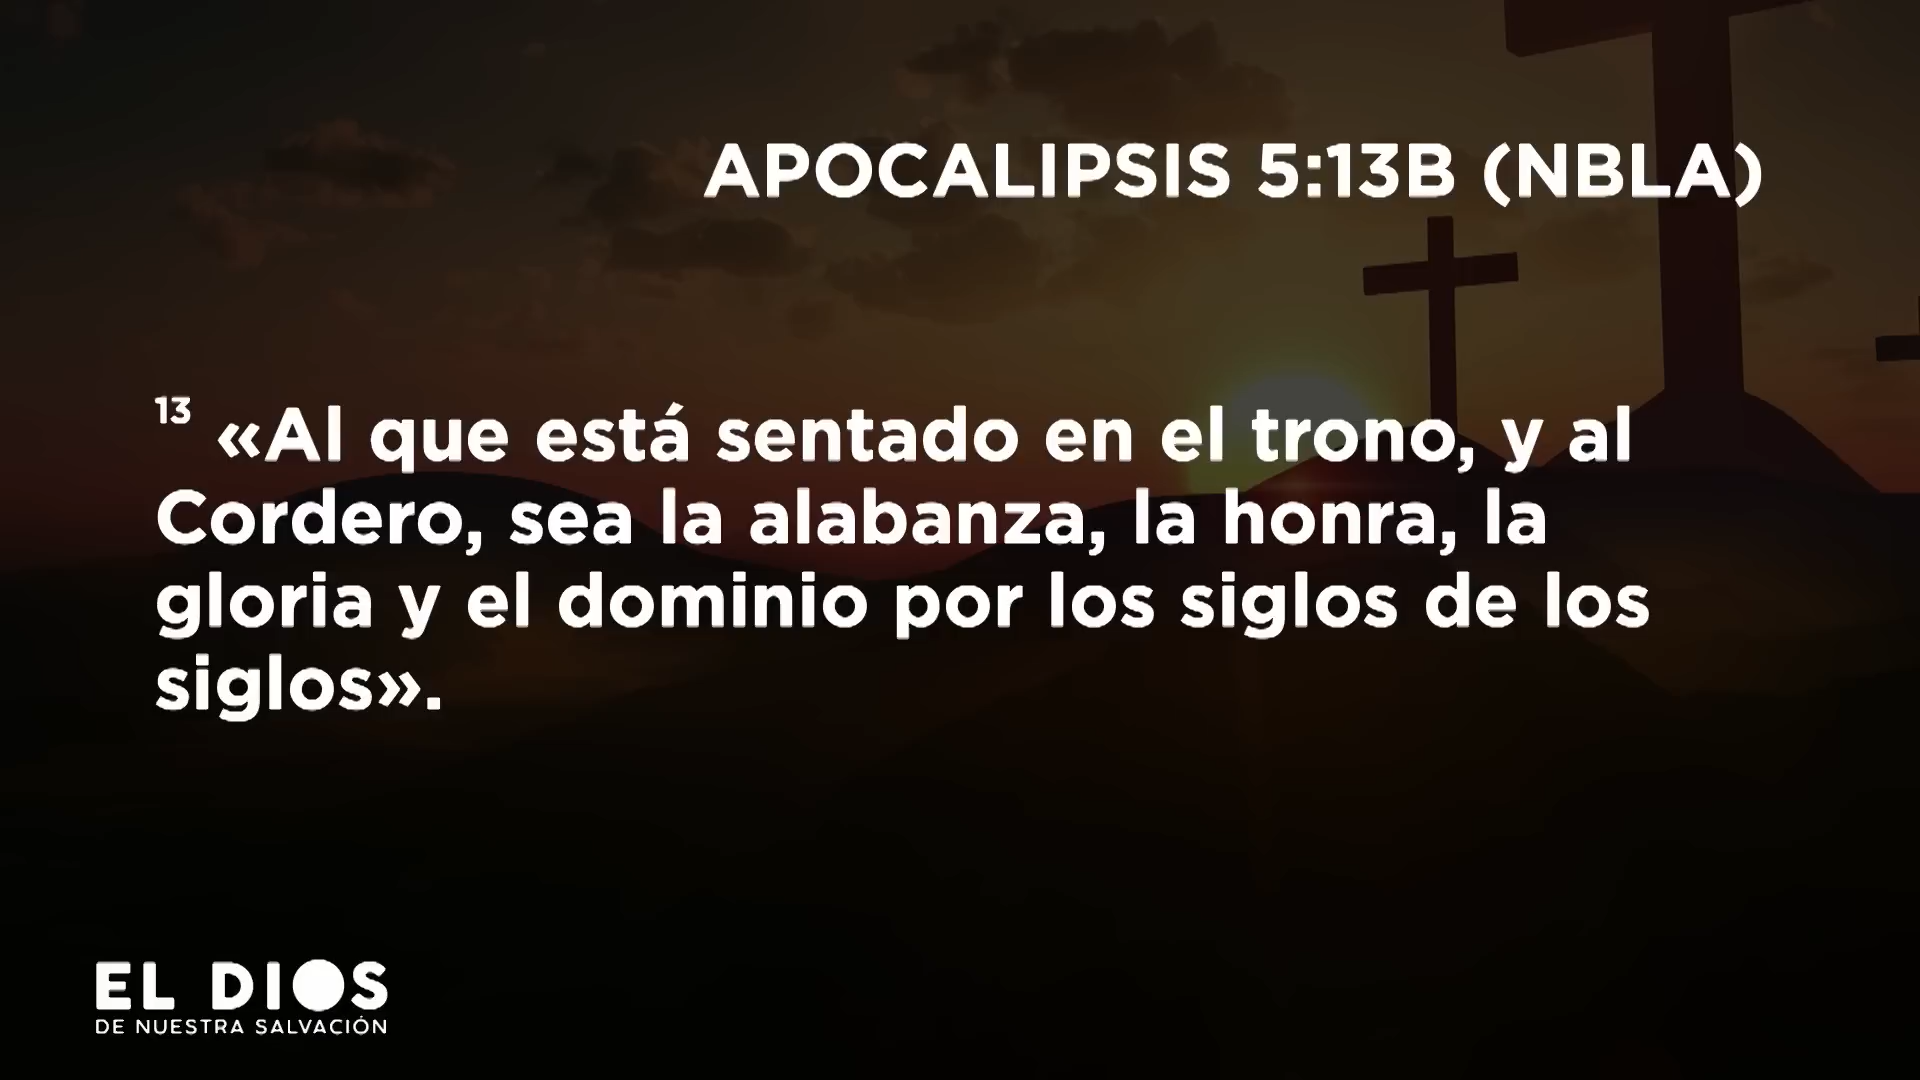 APOCALIPSIS 5:13B (NBLA)
13 «Al que está sentado en el trono, y al
Cordero, sea la alabanza, la honra, la
gloria y el dominio por los siglos de los
siglos».
EL DIOS
DE NUESTRA SALVACIÓN